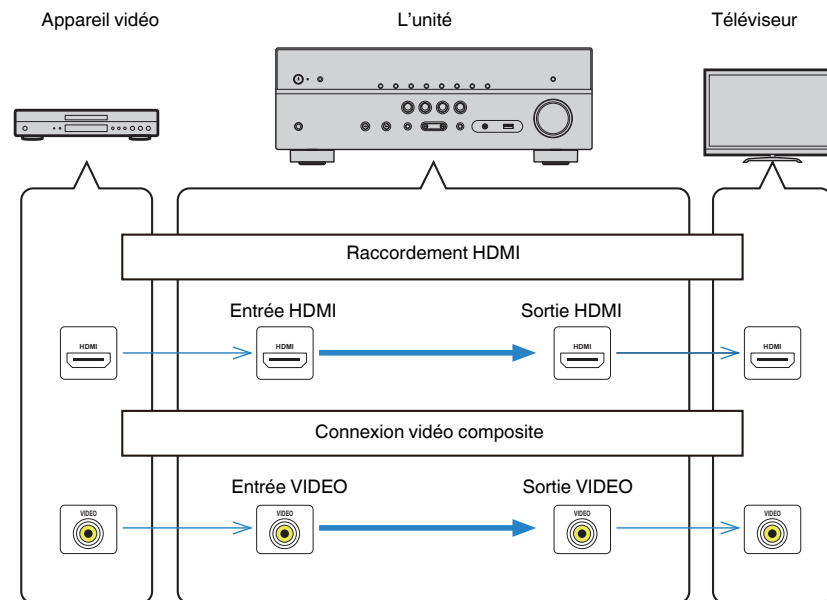 Appareil vidéo
L'unité
Téléviseur
Raccordement HDMI
Entrée HDMI
Sortie HDMI
HDMI
HDMI
HDMI
HDMI
Connexion vidéo composite
Entrée VIDEO
Sortie VIDEO
VIDEO
VIDEO
VIDEO
VIDEO